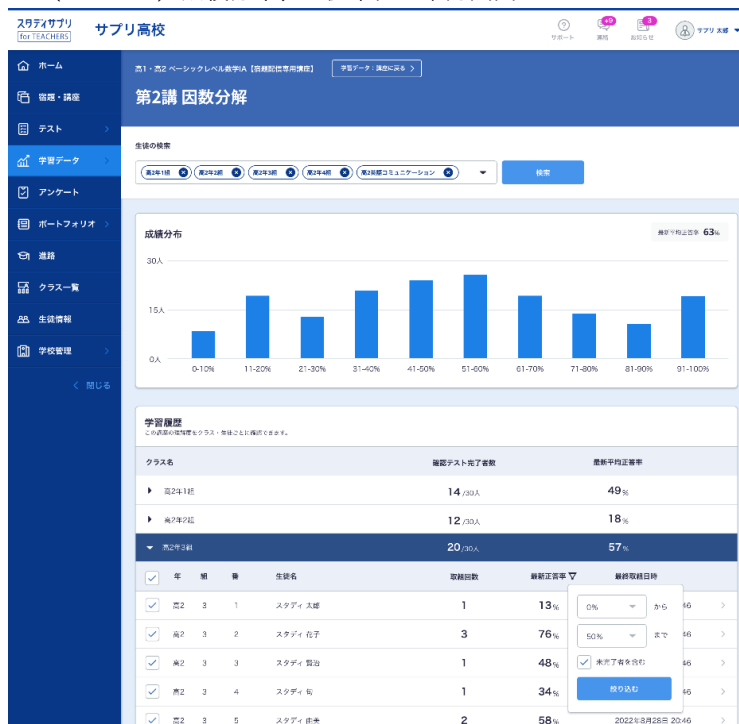 スタディサプリ
for TEACHERS
サプリ高校
サポート
+9
連絡
3
お知らせ
サプリ 太郎
ホーム
宿題・講座
テスト
学習データ
アンケート
ポートフォリオ
進路
クラス一覧
生徒情報
学校管理
閉じる
高1・高2 ベーシックレベル数学IA【宿題配信専用講座】
学習データ：講座に戻る
第2講 因数分解
生徒の検索
高2年1組
高2年2組
高2年3組
高2年4組
高2英語コミュニケーション
検索
成績分布
最新平均正答率 63%
30人
15人
0人
0-10% 11-20% 21-30% 31-40% 41-50% 51-60% 61-70% 71-80% 81-90% 91-100%
学習履歴
この講座の理解度をクラス・生徒ごとに確認できます。
クラス名 確認テスト完了者数 最新平均正答率
高2年1組 14/30人 49%
高2年2組 12/30人 18%
高2年3組 20/30人 57%
年 組 番 生徒名 取組回数 最新正答率 最終取組日時
高2 3 1 スタディ 太郎 1 13% 46
高2 3 2 スタディ 花子 3 76% 46
高2 3 3 スタディ 賢治 1 48% 46
高2 3 4 スタディ 旬 1 34% 46
高2 3 5 スタディ 由美 2 58% 2022年8月28日 20:46
0% から
50% まで
未完了者を含む
絞り込む